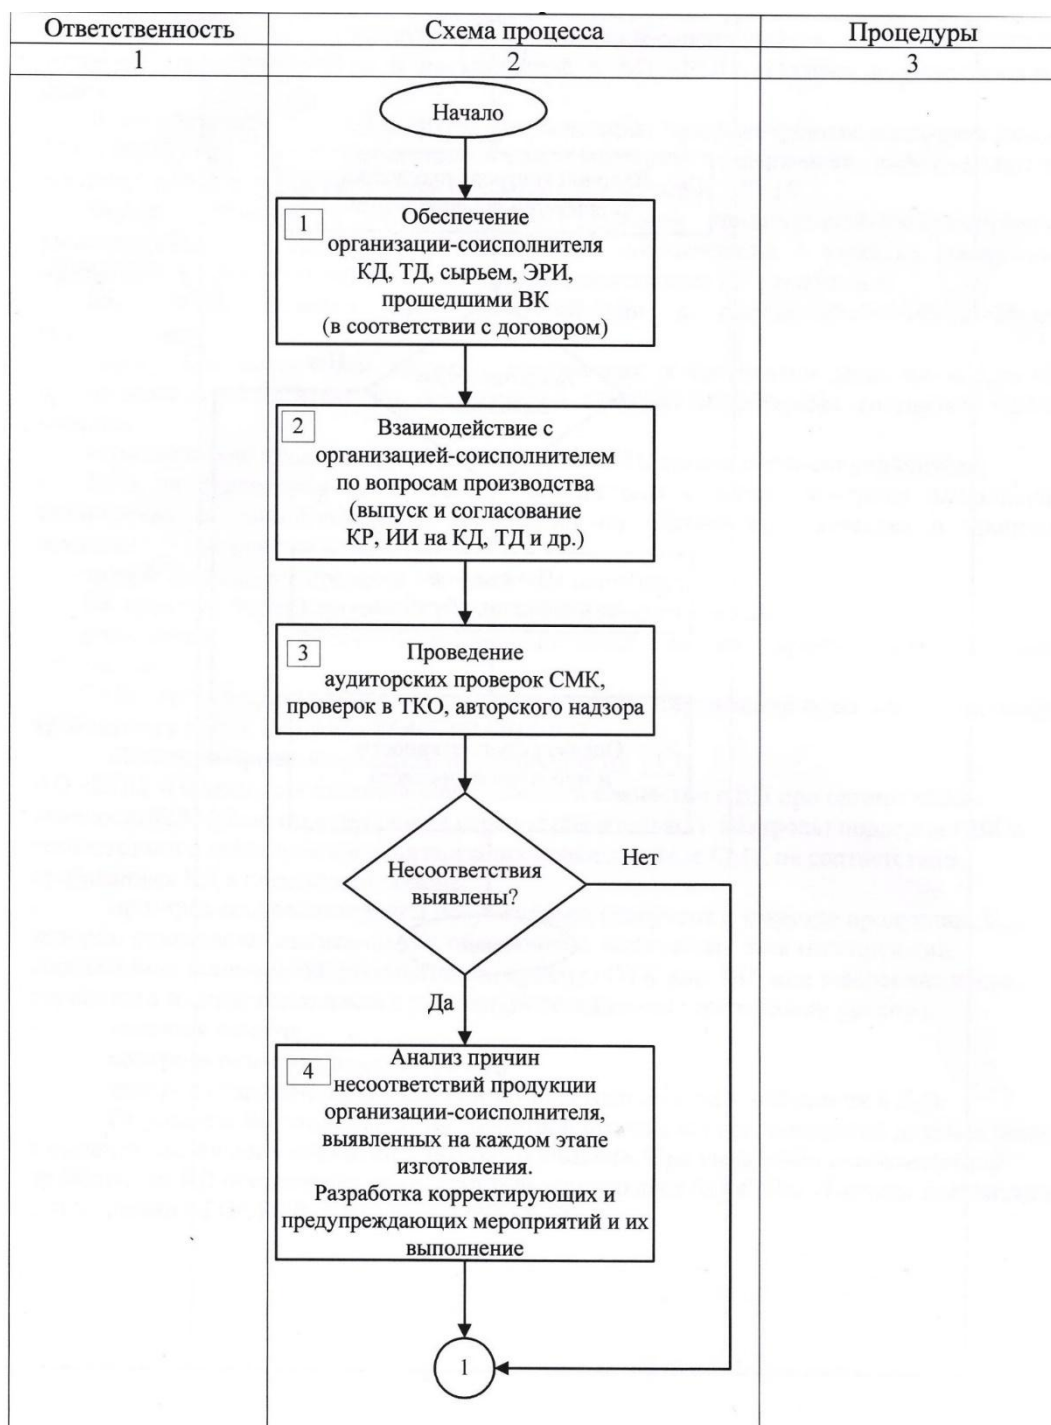 Ответственность
Схема процесса
Процедуры
1
2
3
Начало
1
Обеспечение
организации-соисполнителя
КД, ТД, сырьем, ЭРИ,
прошедшими ВК
(в соответствии с договором)
2
Взаимодействие с
организацией-соисполнителем
по вопросам производства
(выпуск и согласование
КР, ИИ на КД, ТД и др.)
3
Проведение
аудиторских проверок СМК,
проверок в ТКО, авторского надзора
Несоответствия
выявлены?
Нет
Да
4
Анализ причин
несоответствий продукции
организации-соисполнителя,
выявленных на каждом этапе
изготовления.
Разработка корректирующих и
предупреждающих мероприятий и их
выполнение
1